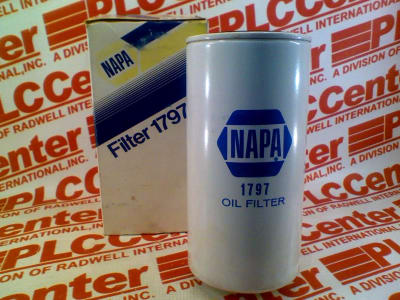 NAPA
Filter 1797
NAPA
1797
OIL FILTER
PLCCenter
A DIVISION OF RADWELL INTERNATIONAL, INC.